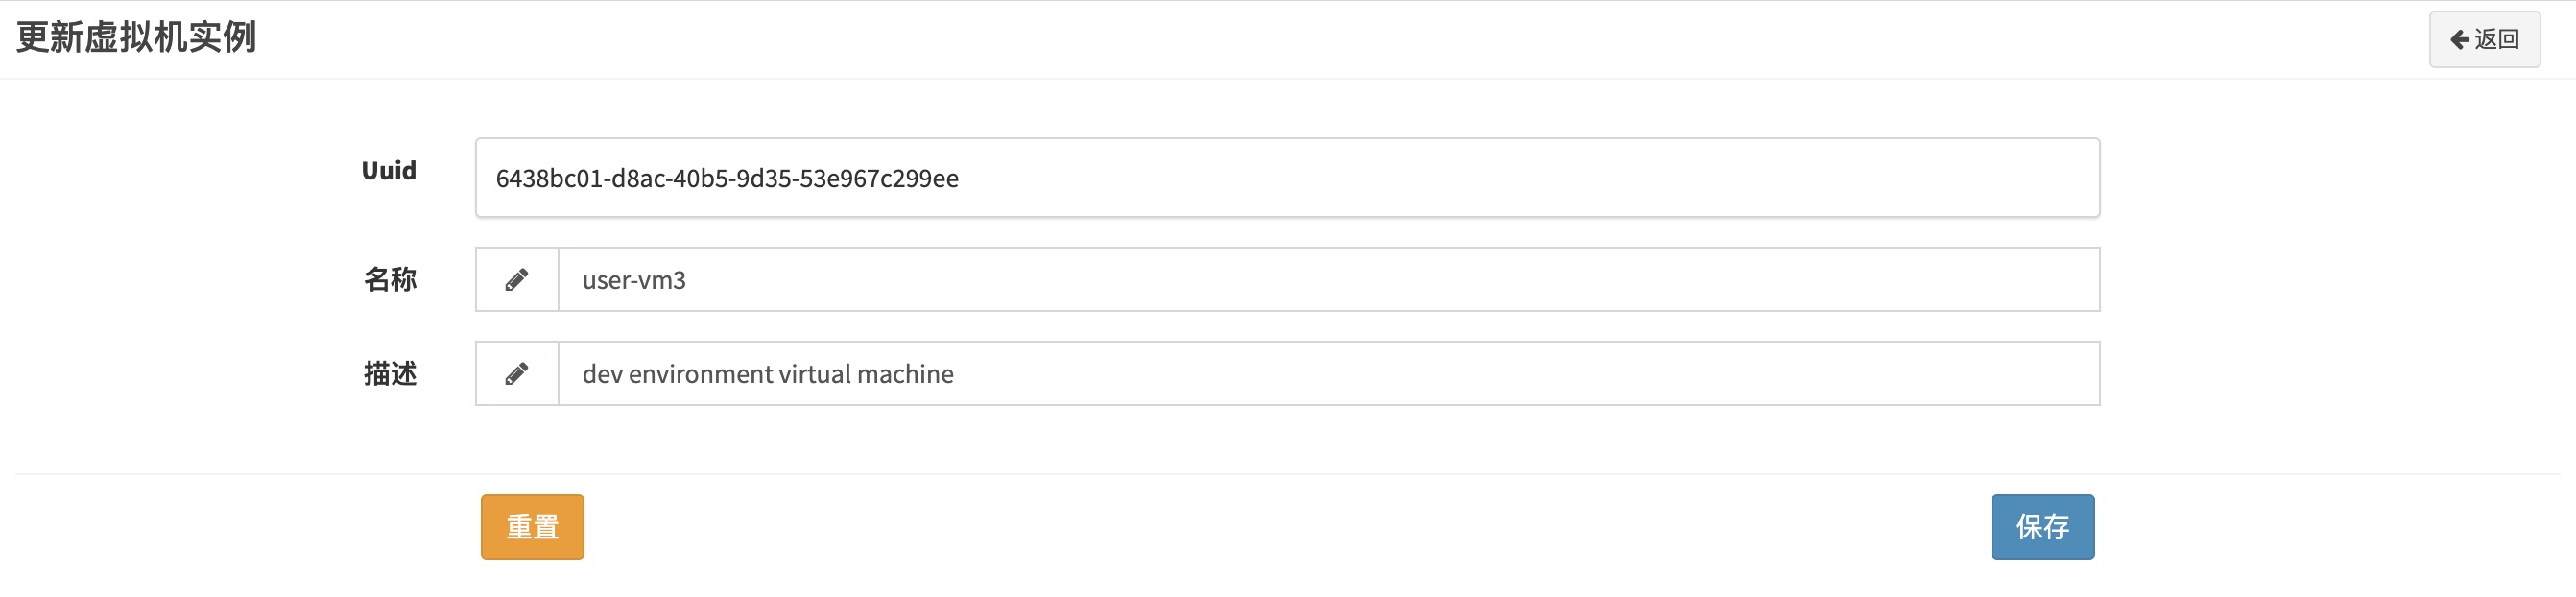 更新虚拟机实例
返回
Uuid
6438bc01-d8ac-40b5-9d35-53e967c299ee
名称
user-vm3
描述
dev environment virtual machine
重置
保存